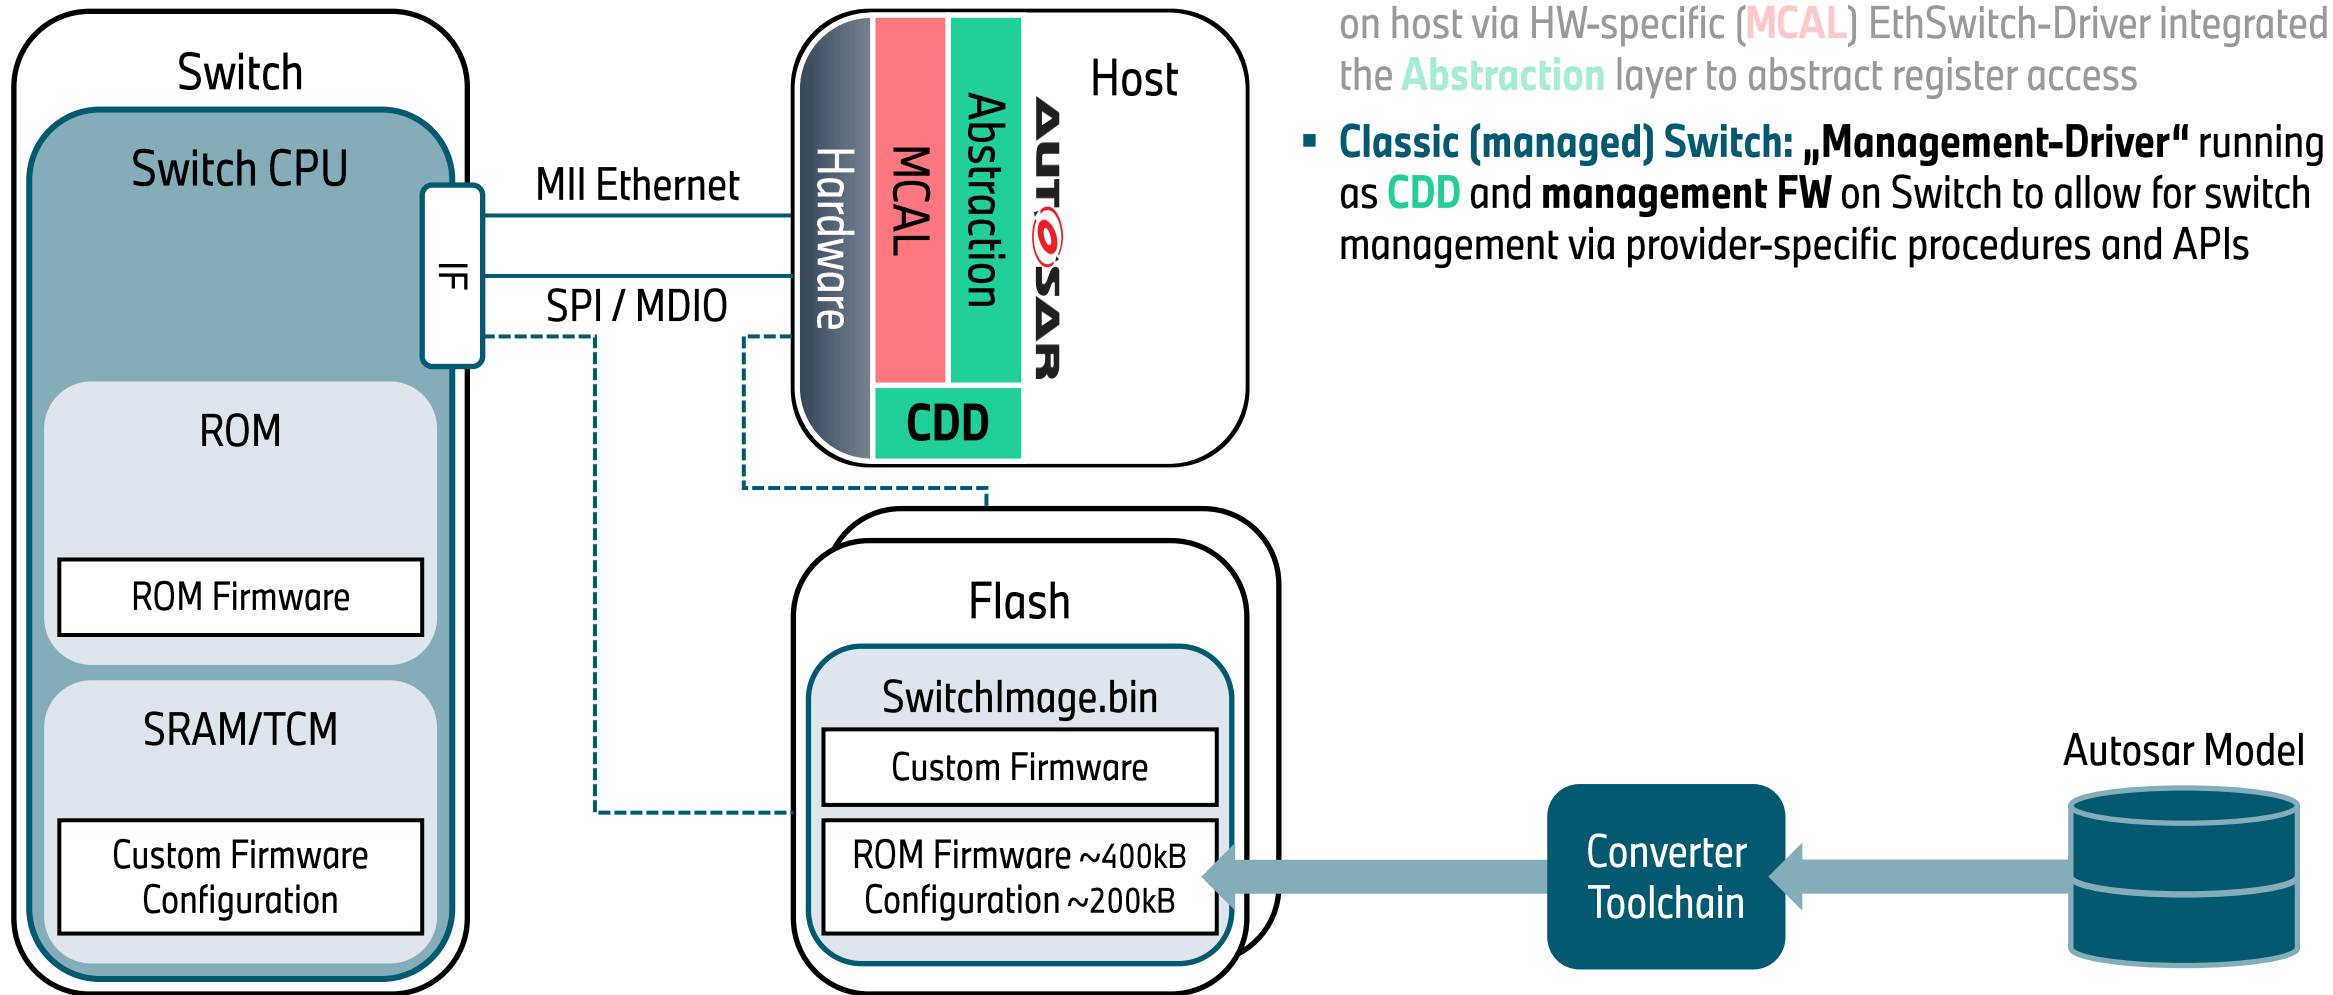 on host via HW-specific (MCAL) EthSwitch-Driver integrated
the Abstraction layer to abstract register access
▪ Classic (managed) Switch: „Management-Driver“ running
as CDD and management FW on Switch to allow for switch
management via provider-specific procedures and APIs
Switch
Switch CPU
IF
ROM
ROM Firmware
SRAM/TCM
Custom Firmware
Configuration
MII Ethernet
SPI / MDIO
Host
Hardware
MCAL
Abstraction
AUTOSAR
CDD
Flash
SwitchImage.bin
Custom Firmware
ROM Firmware ~400kB
Configuration ~200kB
Converter
Toolchain
Autosar Model